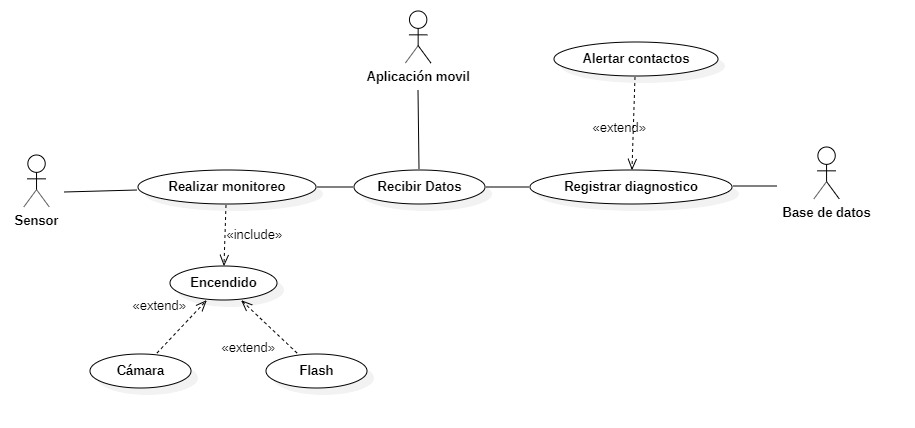 Aplicación movil
Alertar contactos
«extend»
Sensor
Realizar monitoreo
Recibir Datos
Registrar diagnostico
Base de datos
«include»
Encendido
«extend»
«extend»
Cámara
Flash